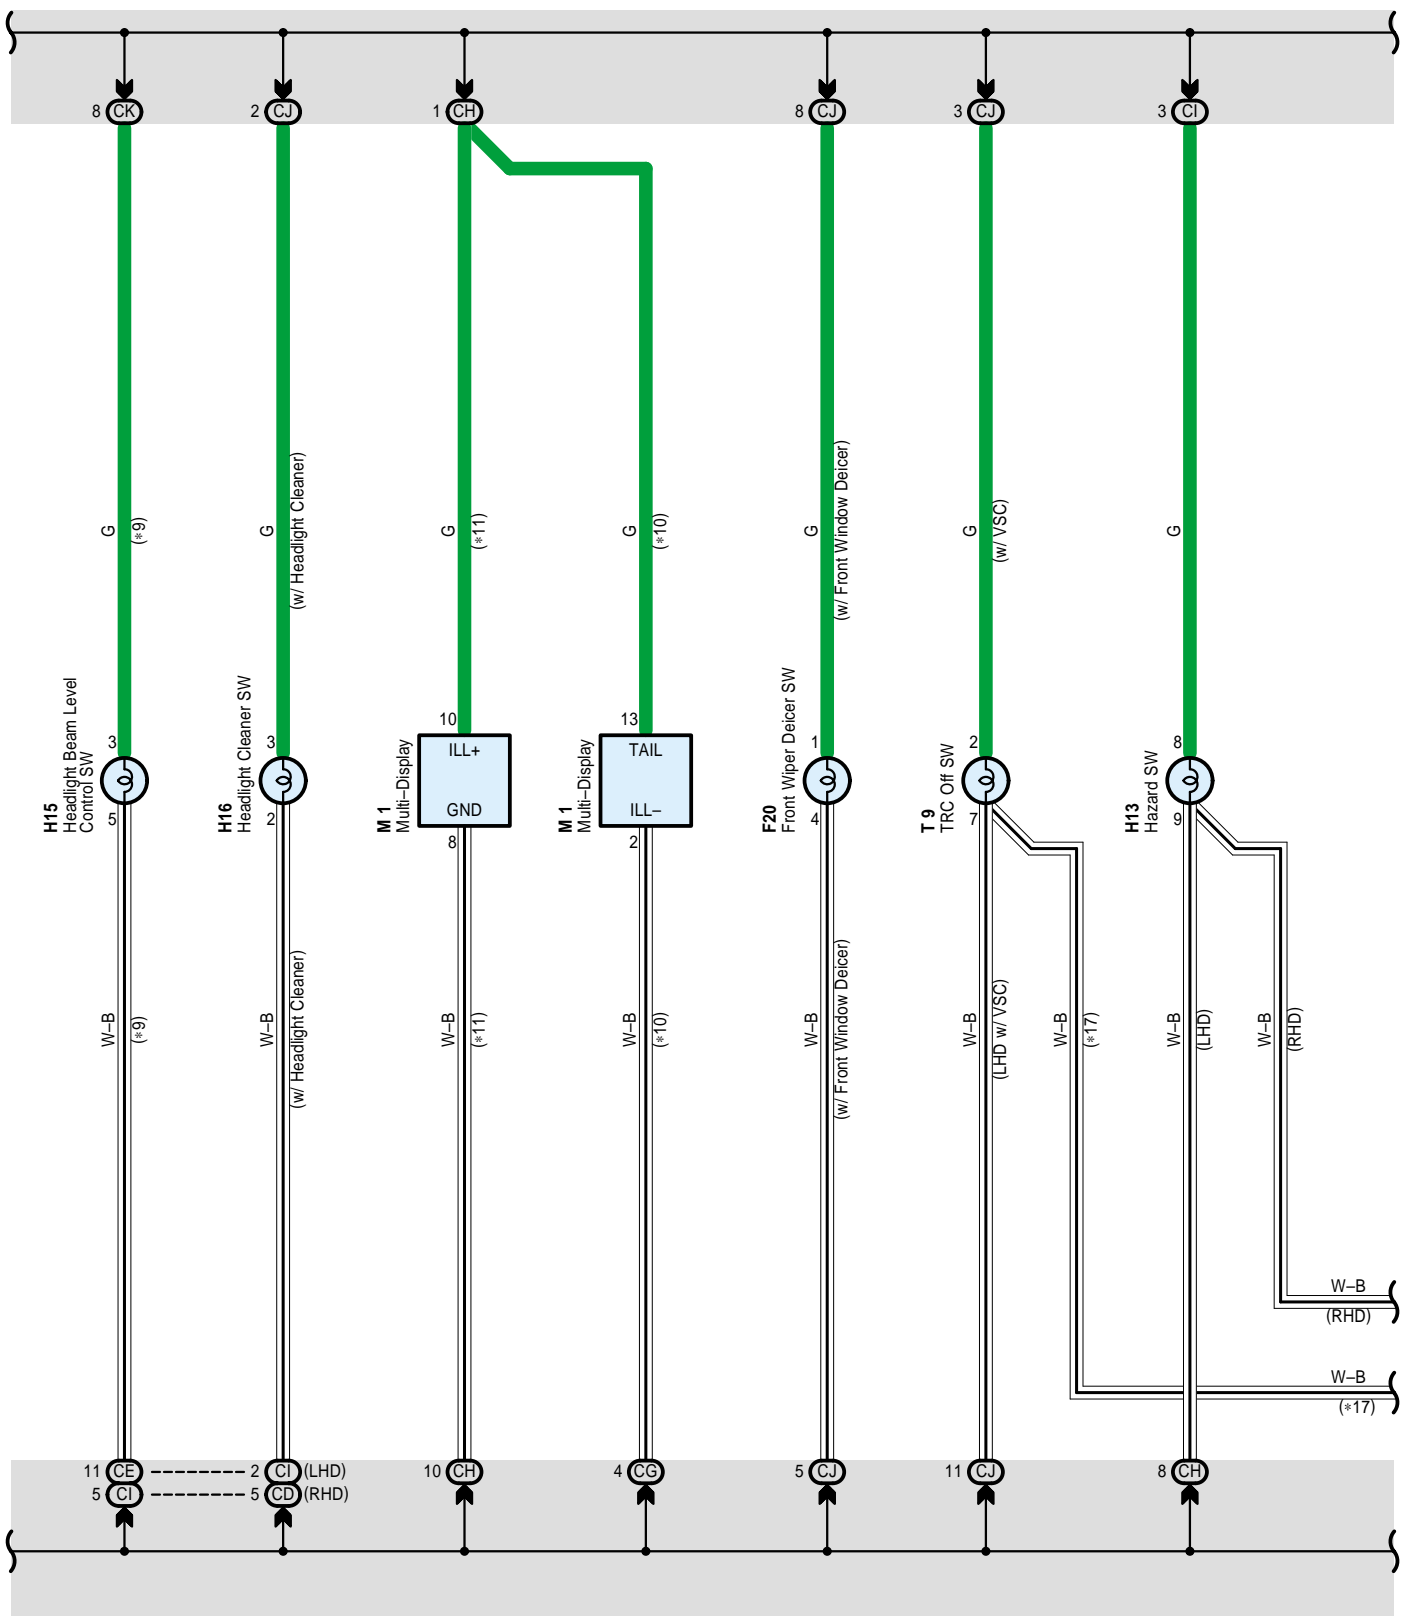 8 CK
2 CJ
1 CH
8 CJ
3 CJ
3 CI
G
(*9)
G
(w/ Headlight Cleaner)
G
(*11)
G
(*10)
G
(w/ Front Window Deicer)
G
(w/ VSC)
G
H15
Headlight Beam Level
Control SW
3
5
H16
Headlight Cleaner SW
3
2
M 1
Multi–Display
10
ILL+
GND
8
M 1
Multi–Display
13
TAIL
ILL–
2
F20
Front Wiper Deicer SW
1
4
T 9
TRC Off SW
2
7
H13
Hazard SW
8
9
W–B
(*9)
W–B
(w/ Headlight Cleaner)
W–B
(*11)
W–B
(*10)
W–B
(w/ Front Window Deicer)
W–B
(LHD w/ VSC)
W–B
(*17)
W–B
(LHD)
W–B
(RHD)
W–B
(RHD)
W–B
(*17)
11 CE 2 CI (LHD)
5 CI 5 CD (RHD)
10 CH
4 CG
5 CJ
11 CJ
8 CH